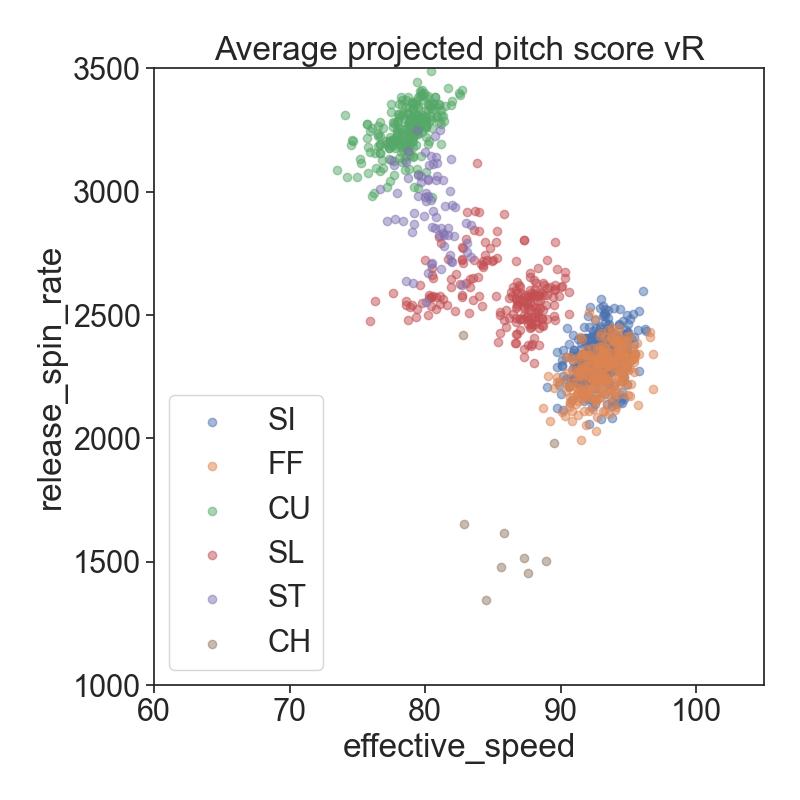 Average projected pitch score vR
3500
3000
2500
2000
1500
1000
release_spin_rate
SI
FF
CU
SL
ST
CH
60
70
80
90
100
effective_speed